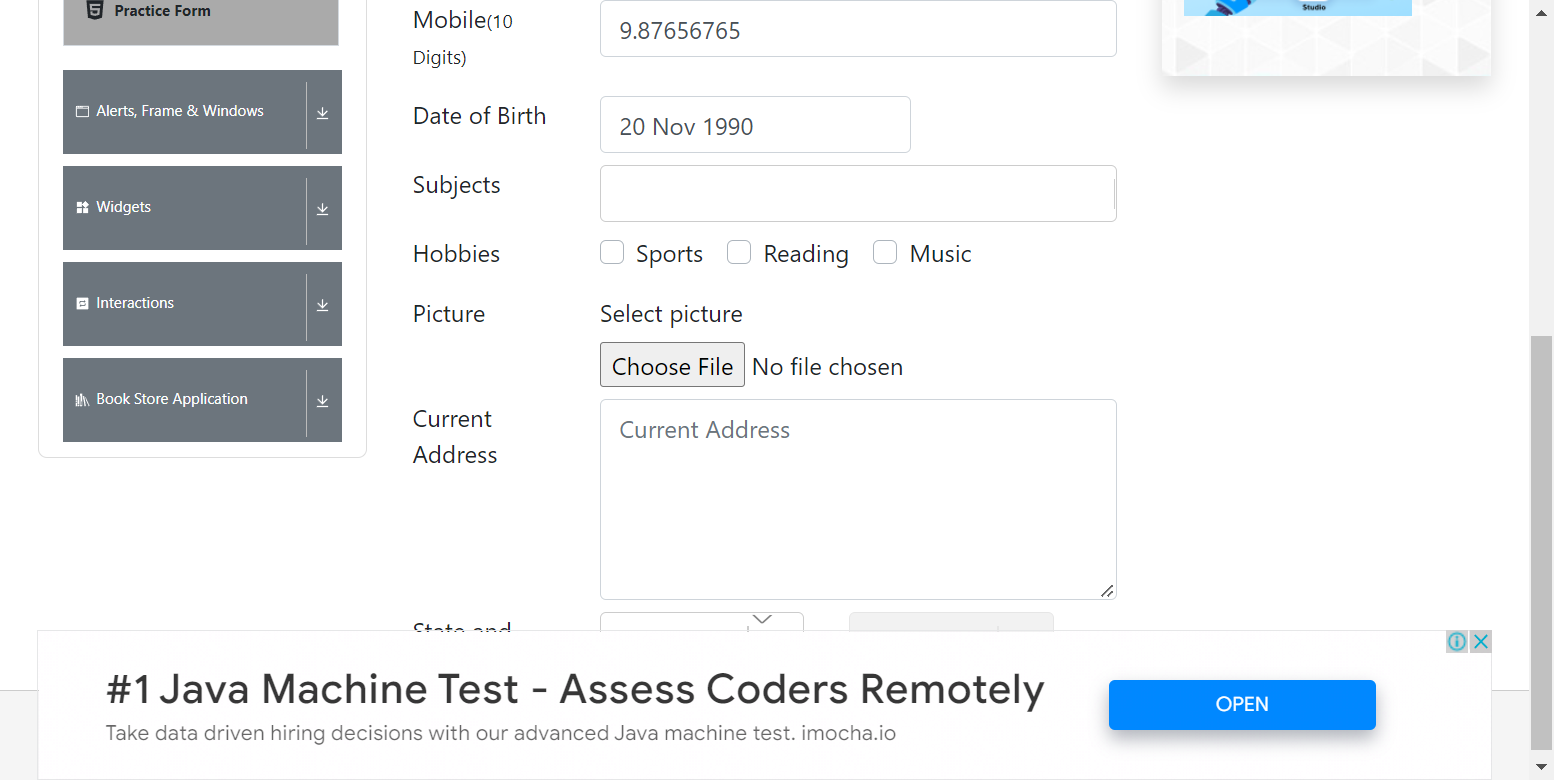 Practice Form
Alerts, Frame & Windows
Widgets
Interactions
Book Store Application
Mobile(10 Digits)
9.87656765
Date of Birth
20 Nov 1990
Subjects
Hobbies
Sports
Reading
Music
Picture
Select picture
Choose File No file chosen
Current
Address
Current Address
State and
Studio
#1 Java Machine Test - Assess Coders Remotely
Take data driven hiring decisions with our advanced Java machine test. imocha.io
OPEN